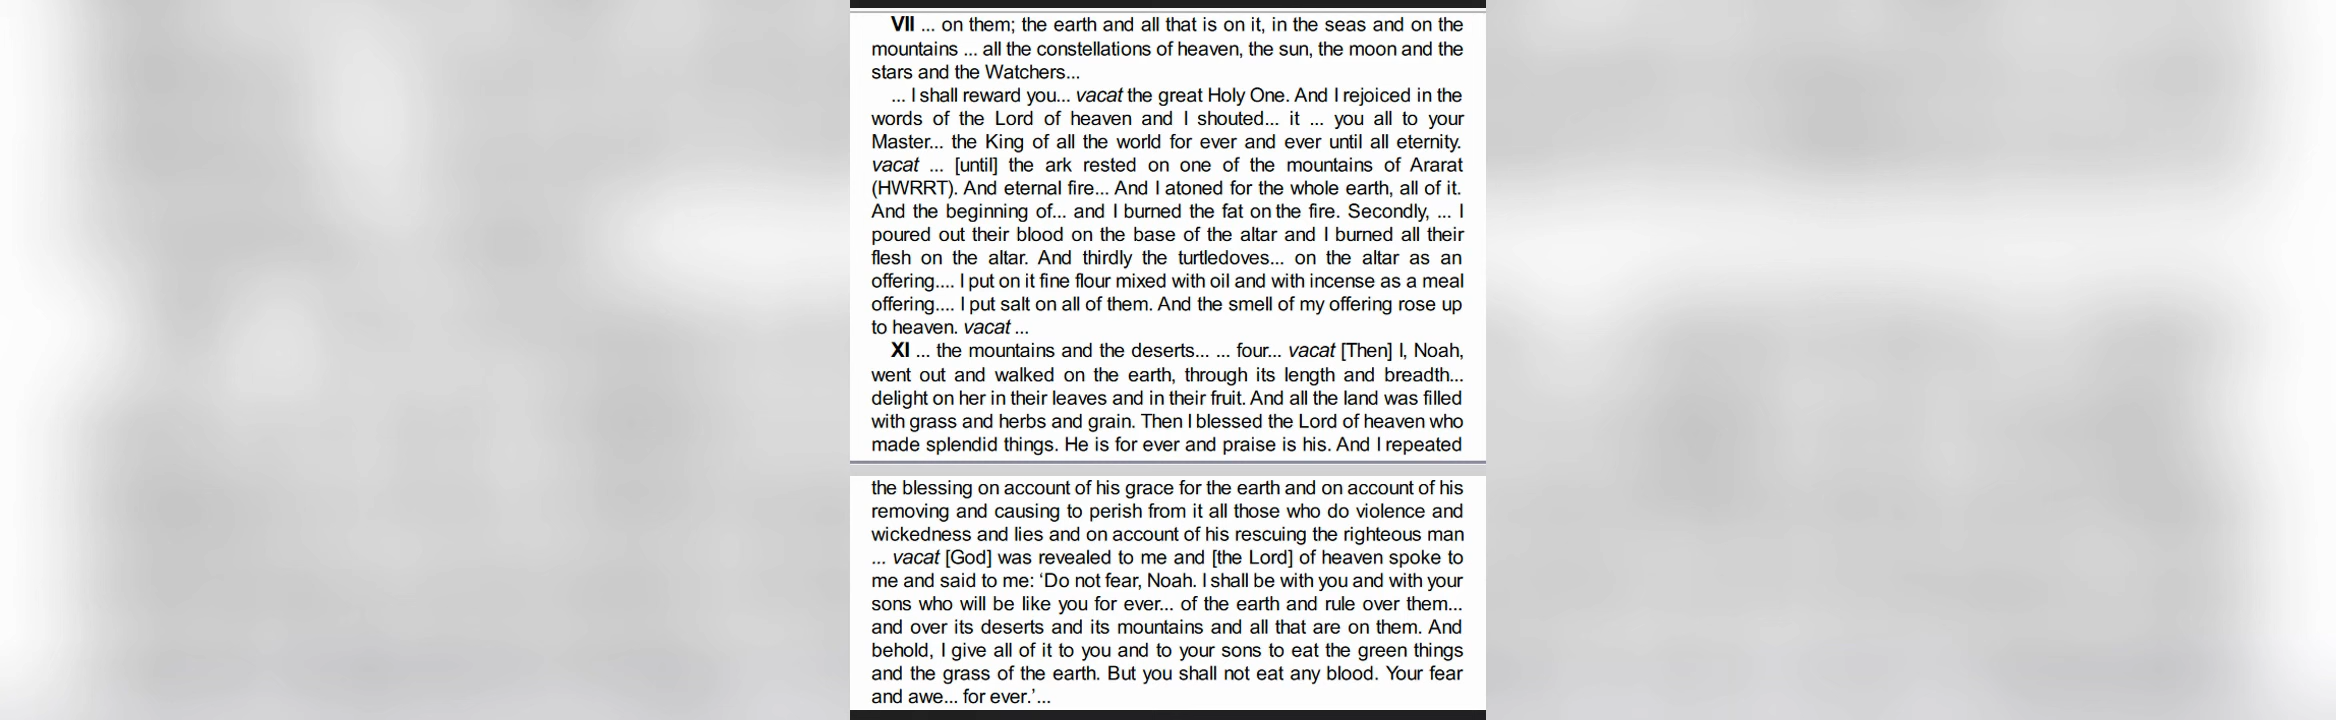 VII ... on them; the earth and all that is on it, in the seas and on the
mountains ... all the constellations of heaven, the sun, the moon and the
stars and the Watchers...
... I shall reward you... vacat the great Holy One. And I rejoiced in the
words of the Lord of heaven and I shouted... it ... you all to your
Master... the King of all the world for ever and ever until all eternity.
vacat ... [until] the ark rested on one of the mountains of Ararat
(HWRRT). And eternal fire... And I atoned for the whole earth, all of it.
And the beginning of... and I burned the fat on the fire. Secondly, ... I
poured out their blood on the base of the altar and I burned all their
flesh on the altar. And thirdly the turtledoves... on the altar as an
offering.... I put on it fine flour mixed with oil and with incense as a meal
offering.... I put salt on all of them. And the smell of my offering rose up
to heaven. vacat ...
XI ... the mountains and the deserts... ... four... vacat [Then] I, Noah,
went out and walked on the earth, through its length and breadth...
delight on her in their leaves and in their fruit. And all the land was filled
with grass and herbs and grain. Then I blessed the Lord of heaven who
made splendid things. He is for ever and praise is his. And I repeated
the blessing on account of his grace for the earth and on account of his
removing and causing to perish from it all those who do violence and
wickedness and lies and on account of his rescuing the righteous man
... vacat [God] was revealed to me and [the Lord] of heaven spoke to
me and said to me: ‘Do not fear, Noah. I shall be with you and with your
sons who will be like you for ever... of the earth and rule over them...
and over its deserts and its mountains and all that are on them. And
behold, I give all of it to you and to your sons to eat the green things
and the grass of the earth. But you shall not eat any blood. Your fear
and awe... for ever.’...